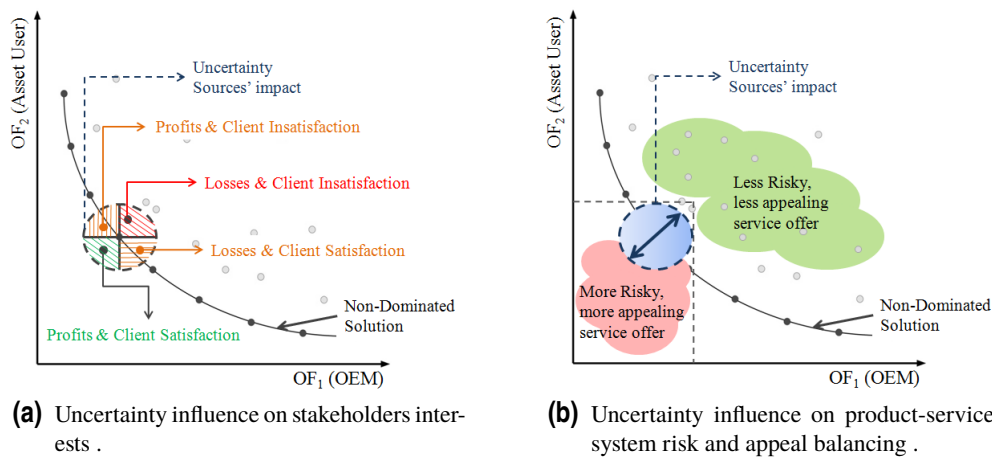 OF2 (Asset User)
Uncertainty
Sources' impact
Profits & Client Insatisfaction
Losses & Client Insatisfaction
Losses & Client Satisfaction
Profits & Client Satisfaction
Non-Dominated
Solution
OF1 (OEM)
(a) Uncertainty influence on stakeholders inter-
ests .
OF2 (Asset User)
Uncertainty
Sources' impact
Less Risky,
less appealing
service offer
More Risky,
more appealing
service offer
Non-Dominated
Solution
OF1 (OEM)
(b) Uncertainty influence on product-service
system risk and appeal balancing .